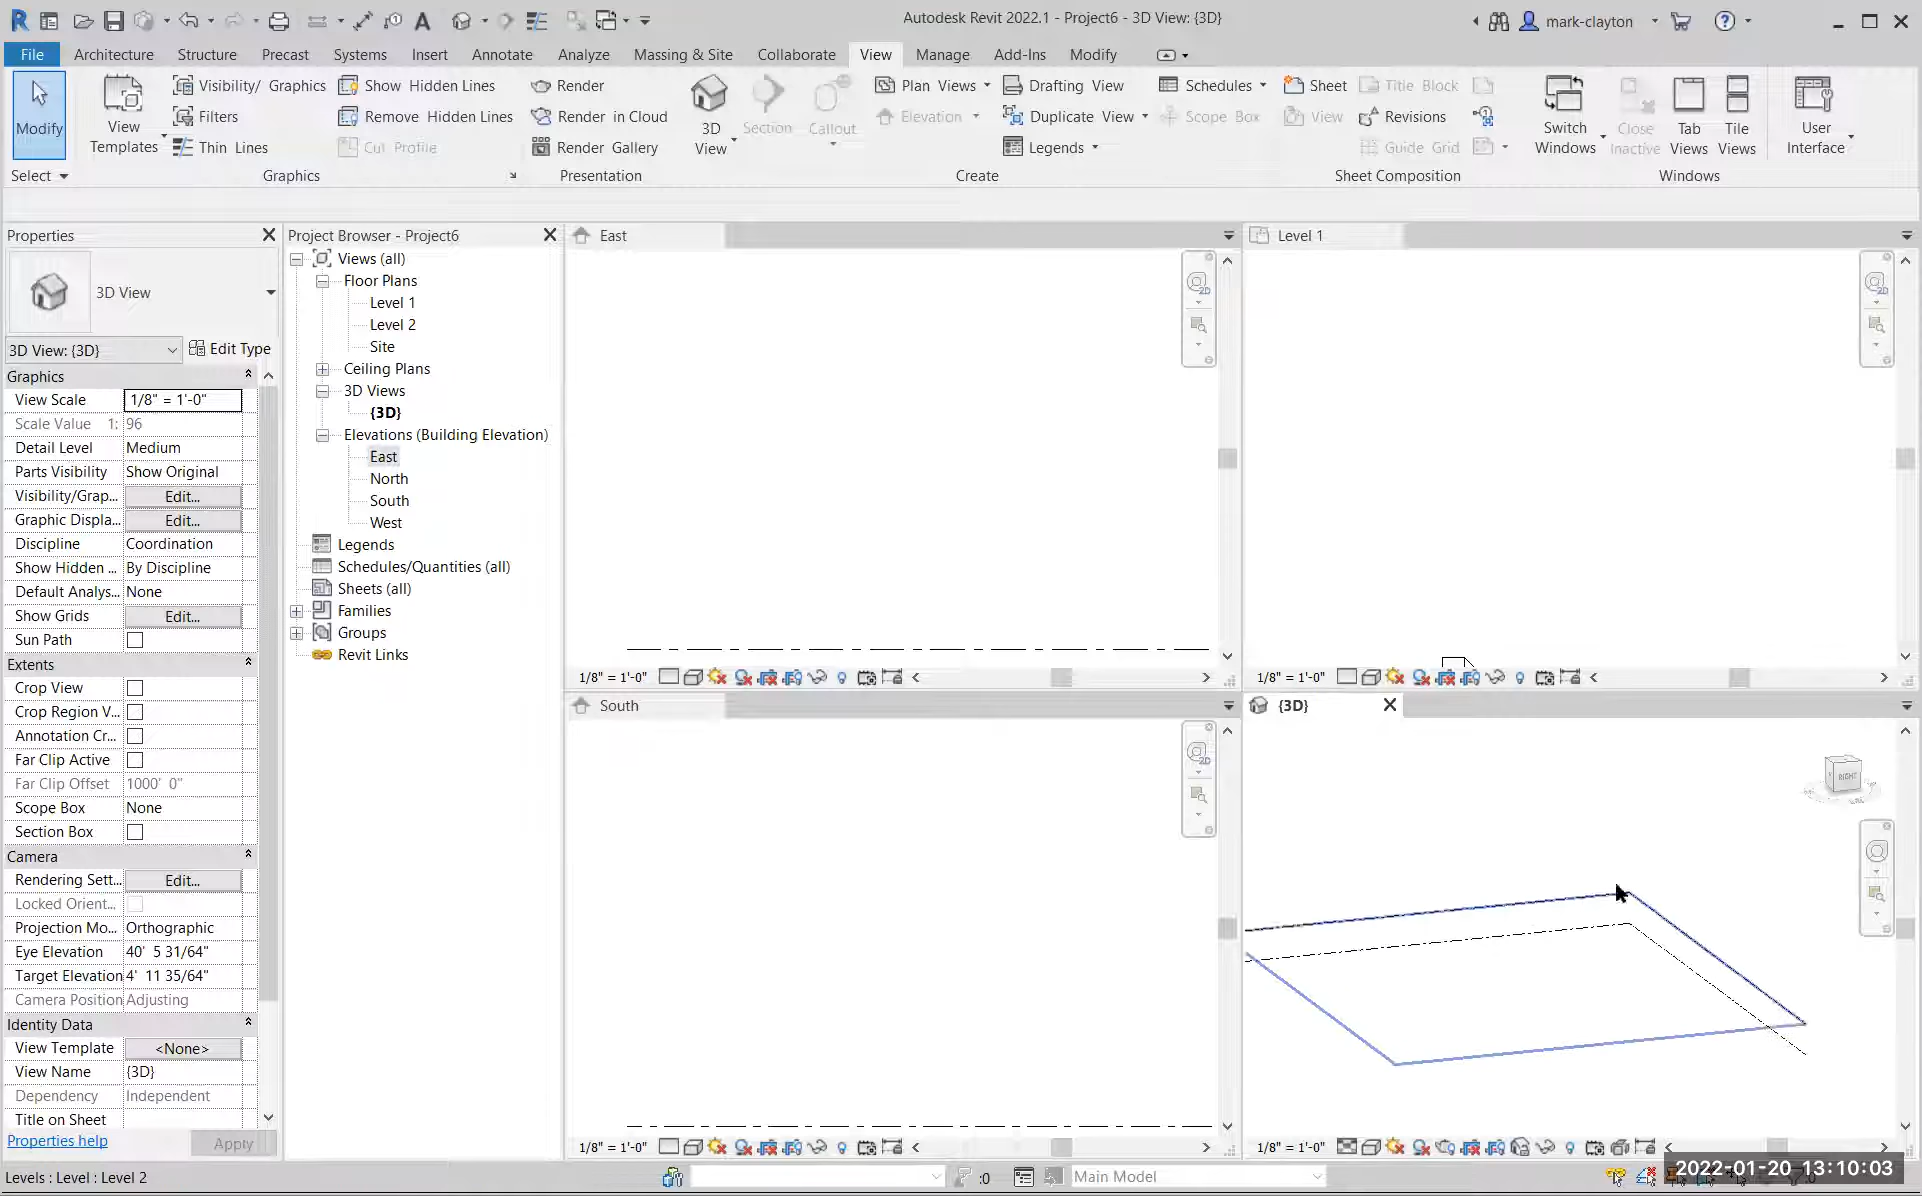 Autodesk Revit 2022.1 - Project6 - 3D View: {3D}
mark-clayton
File Architecture Structure Precast Systems Insert Annotate Analyze Massing & Site Collaborate View Manage Add-Ins Modify
Modify
View Templates
Visibility/ Graphics
Filters
Thin Lines
Show Hidden Lines
Remove Hidden Lines
Cut Profile
Render
Render in Cloud
Render Gallery
3D View
Section
Callout
Plan Views
Elevation
Drafting View
Duplicate View
Legends
Schedules
Scope Box
Sheet
View
Title Block
Revisions
Guide Grid
Switch Windows
Close Inactive
Tab Views
Tile Views
User Interface
Select
Graphics
Presentation
Create
Sheet Composition
Windows
Properties
3D View
3D View: {3D}
Edit Type
Graphics
View Scale 1/8" = 1'-0"
Scale Value 1: 96
Detail Level Medium
Parts Visibility Show Original
Visibility/Grap... Edit...
Graphic Displa... Edit...
Discipline Coordination
Show Hidden ... By Discipline
Default Analys... None
Show Grids Edit...
Sun Path
Extents
Crop View
Crop Region V...
Annotation Cr...
Far Clip Active
Far Clip Offset 1000' 0"
Scope Box None
Section Box
Camera
Rendering Sett... Edit...
Locked Orient...
Projection Mo... Orthographic
Eye Elevation 40' 5 31/64"
Target Elevation 4' 11 35/64"
Camera Position Adjusting
Identity Data
View Template <None>
View Name {3D}
Dependency Independent
Title on Sheet
Properties help
Apply
Project Browser - Project6
Views (all)
Floor Plans
Level 1
Level 2
Site
Ceiling Plans
3D Views
{3D}
Elevations (Building Elevation)
East
North
South
West
Legends
Schedules/Quantities (all)
Sheets (all)
Families
Groups
Revit Links
East
2D
1/8" = 1'-0"
Level 1
2D
1/8" = 1'-0"
South
2D
1/8" = 1'-0"
{3D}
RIGHT
1/8" = 1'-0"
Levels : Level : Level 2
:0
Main Model
2022-01-20 13:10:03